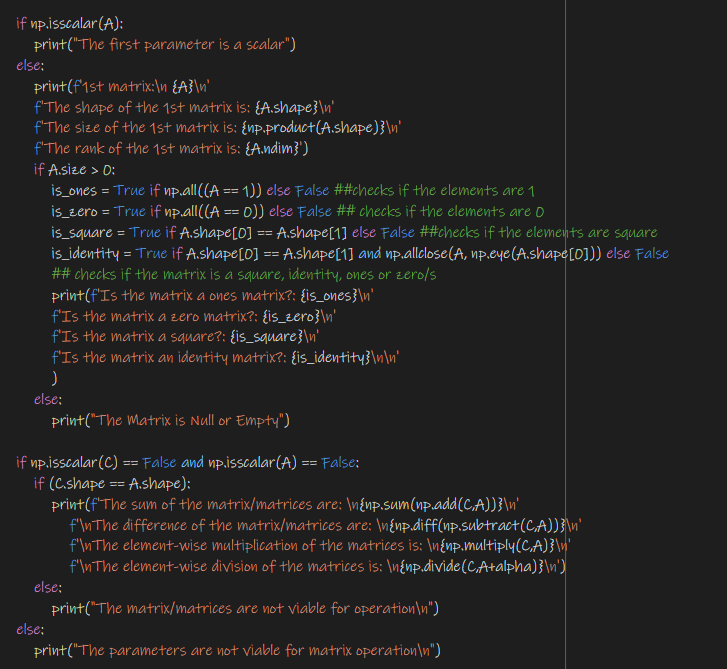 if np.isscalar(A):
print("The first parameter is a scalar")
else:
print(f'1st matrix:\n {A}\n'
f'The shape of the 1st matrix is: {A.shape}\n'
f'The size of the 1st matrix is: {np.product(A.shape)}\n'
f'The rank of the 1st matrix is: {A.ndim}')
if A.size > 0:
is_ones = True if np.all((A == 1)) else False ##checks if the elements are 1
is_zero = True if np.all((A == 0)) else False ## checks if the elements are 0
is_square = True if A.shape[0] == A.shape[1] else False ##checks if the elements are square
is_identity = True if A.shape[0] == A.shape[1] and np.allclose(A, np.eye(A.shape[0])) else False
## checks if the matrix is a square, identity, ones or zero/s
print(f'Is the matrix a ones matrix?: {is_ones}\n'
f'Is the matrix a zero matrix?: {is_zero}\n'
f'Is the matrix a square?: {is_square}\n'
f'Is the matrix an identity matrix?: {is_identity}\n\n'
)
else:
print("The Matrix is Null or Empty")
if np.isscalar(C) == False and np.isscalar(A) == False:
if (C.shape == A.shape):
print(f'The sum of the matrix/matrices are: \n{np.sum(np.add(C,A))}\n'
f'\nThe difference of the matrix/matrices are: \n{np.diff(np.subtract(C,A))}\n'
f'\nThe element-wise multiplication of the matrices is: \n{np.multiply(C,A)}\n'
f'\nThe element-wise division of the matrices is: \n{np.divide(C,A+alpha)}\n')
else:
print("The matrix/matrices are not viable for operation\n")
else:
print("The parameters are not viable for matrix operation\n")